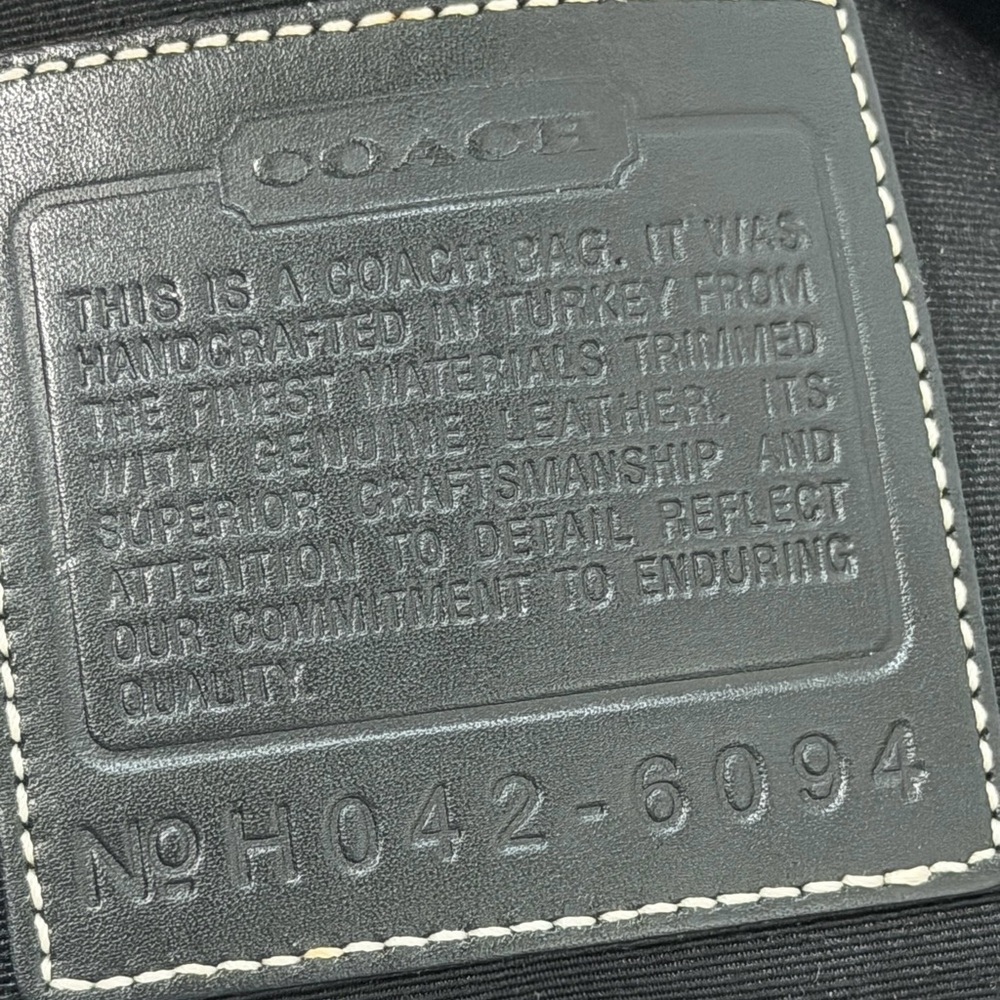 COACH
THIS IS A COACH BAG. IT WAS
HANDCRAFTED IN TURKEY FROM
THE FINEST MATERIALS TRIMMED
WITH GENUINE LEATHER. ITS
SUPERIOR CRAFTSMANSHIP AND
ATTENTION TO DETAIL REFLECT
OUR COMMITMENT TO ENDURING
QUALITY.
No H042-6094